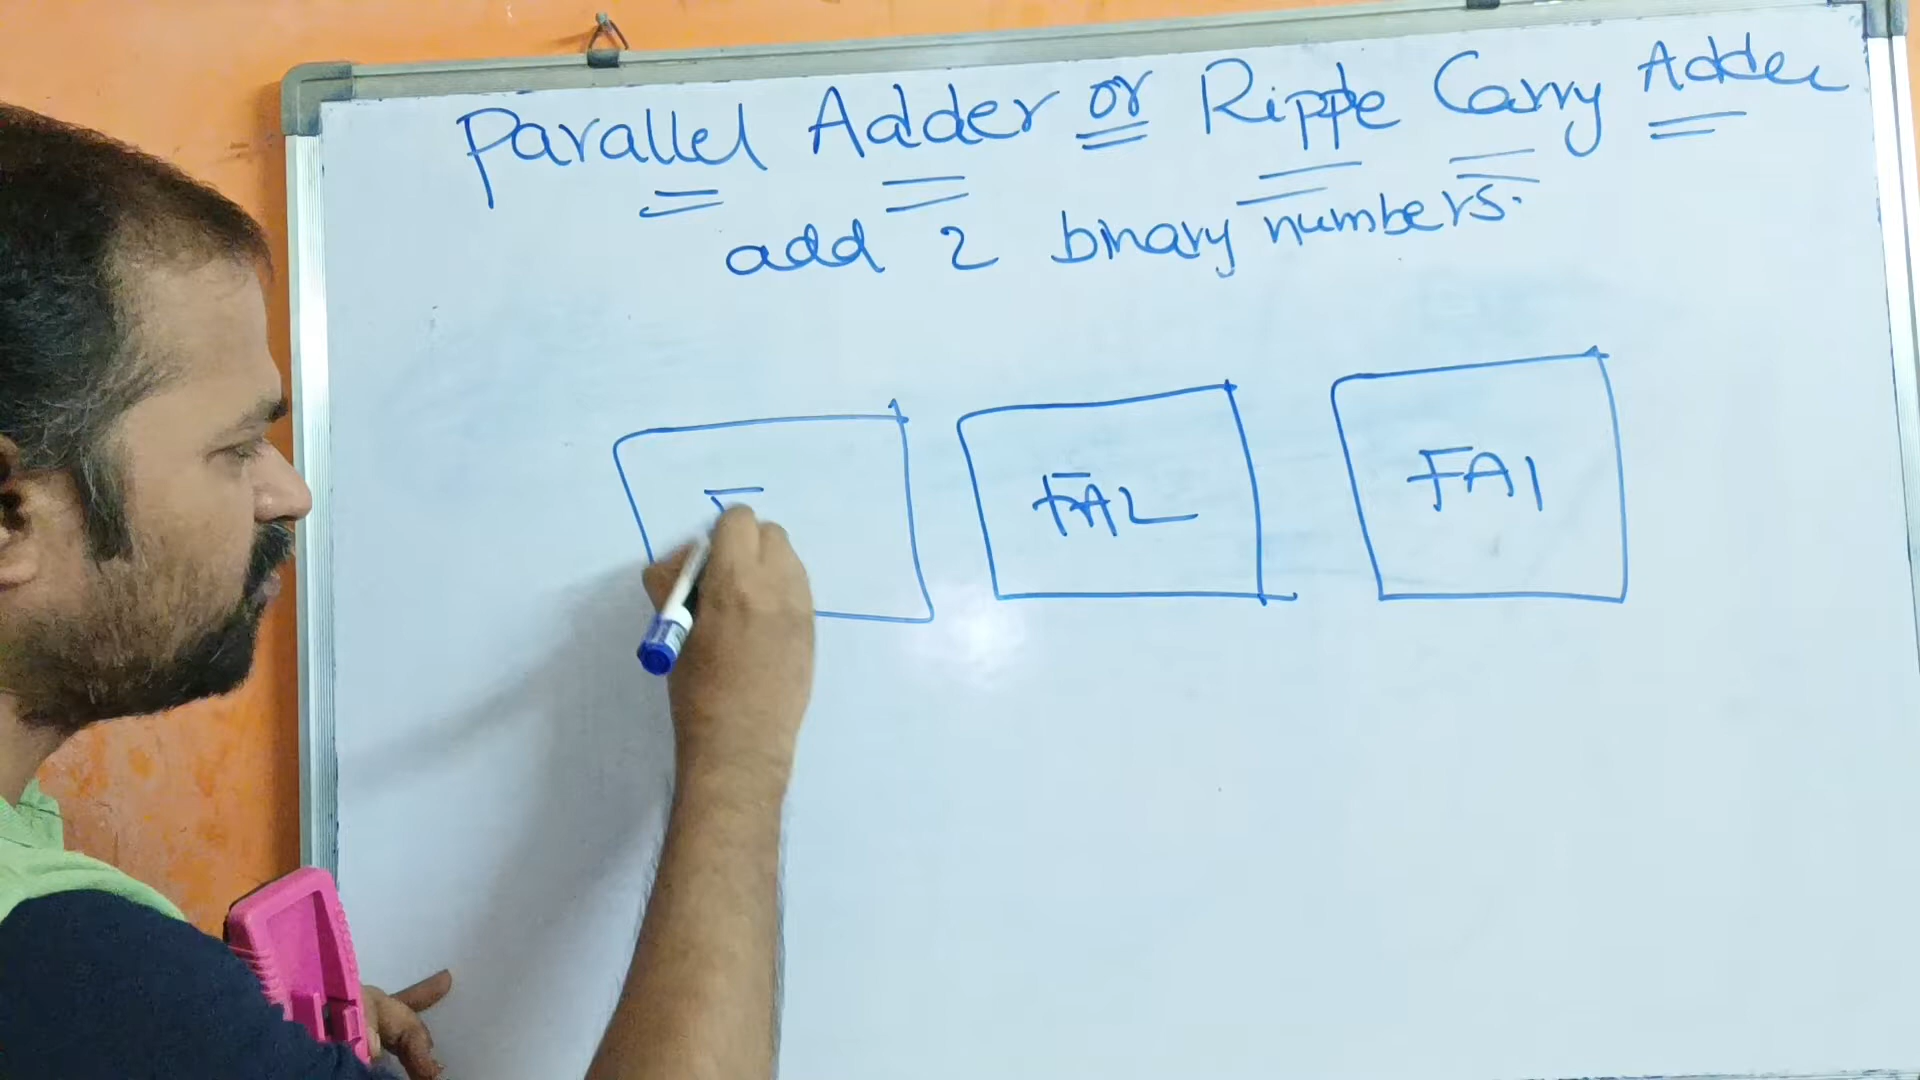 Parallel Adder or Ripple Carry Adder
add 2 binary numbers.
FA2 FA1